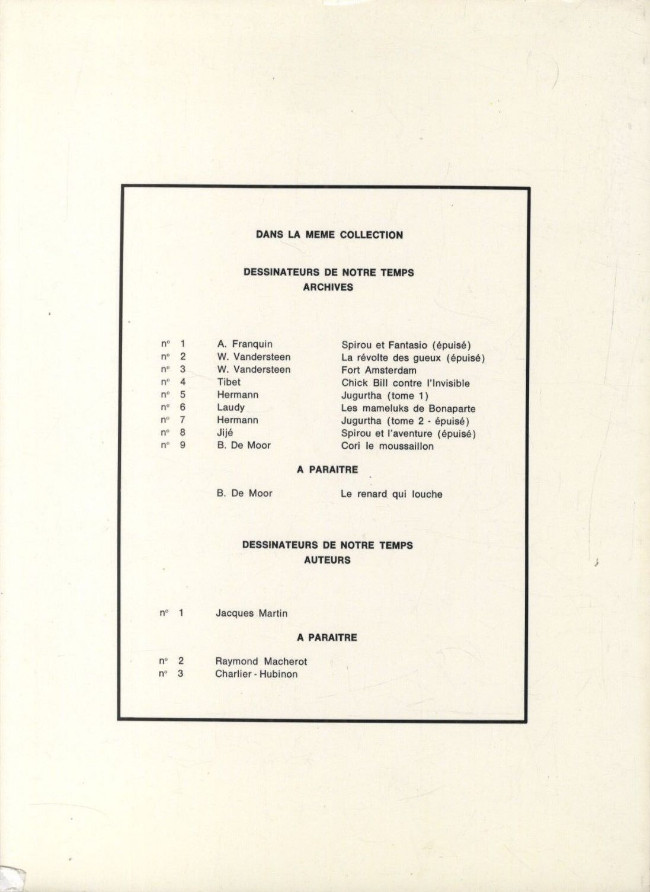 DANS LA MEME COLLECTION
DESSINATEURS DE NOTRE TEMPS
ARCHIVES
n° 1 A. Franquin Spirou et Fantasio (épuisé)
n° 2 W. Vandersteen La révolte des gueux (épuisé)
n° 3 W. Vandersteen Fort Amsterdam
n° 4 Tibet Chick Bill contre l'Invisible
n° 5 Hermann Jugurtha (tome 1)
n° 6 Laudy Les mameluks de Bonaparte
n° 7 Hermann Jugurtha (tome 2 - épuisé)
n° 8 Jijé Spirou et l'aventure (épuisé)
n° 9 B. De Moor Cori le moussaillon
A PARAITRE
B. De Moor Le renard qui louche
DESSINATEURS DE NOTRE TEMPS
AUTEURS
n° 1 Jacques Martin
A PARAITRE
n° 2 Raymond Macherot
n° 3 Charlier - Hubinon